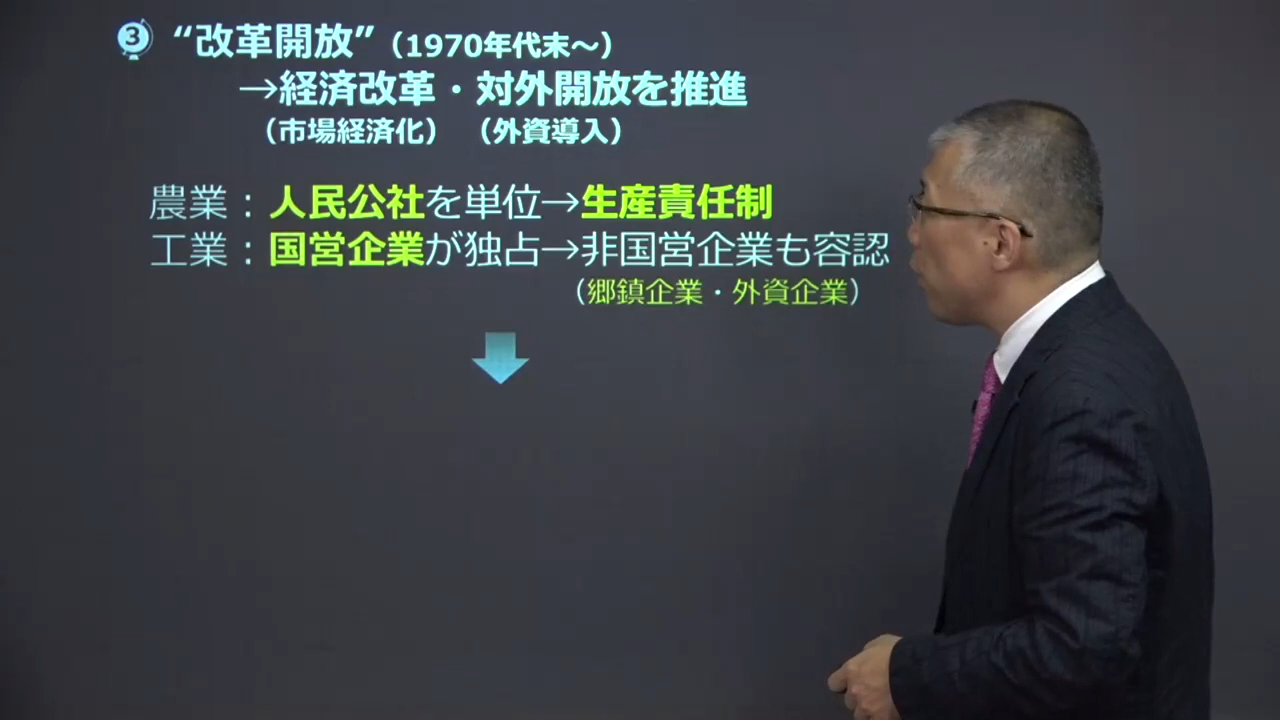 ③ “改革開放”（1970年代末～）
→経済改革・対外開放を推進
（市場経済化）　（外資導入）
農業：人民公社を単位→生産責任制
工業：国営企業が独占→非国営企業も容認
（郷鎮企業・外資企業）